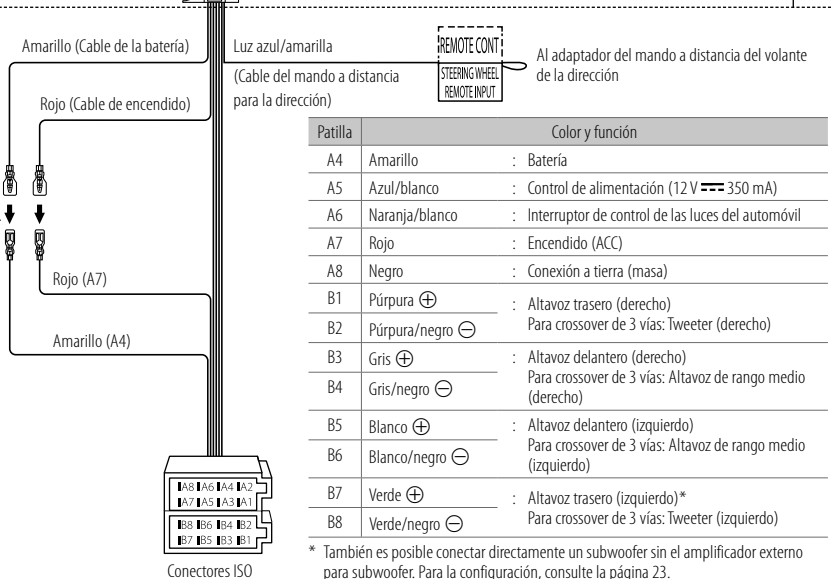 Amarillo (Cable de la batería)
Luz azul/amarilla
(Cable del mando a distancia
para la dirección)
REMOTE CONT
STEERING WHEEL
REMOTE INPUT
Al adaptador del mando a distancia del volante
de la dirección
Rojo (Cable de encendido)
Rojo (A7)
Amarillo (A4)
Patilla Color y función
A4 Amarillo : Batería
A5 Azul/blanco : Control de alimentación (12 V ⎓ 350 mA)
A6 Naranja/blanco : Interruptor de control de las luces del automóvil
A7 Rojo : Encendido (ACC)
A8 Negro : Conexión a tierra (masa)
B1 Púrpura ⊕
B2 Púrpura/negro ⊖
: Altavoz trasero (derecho)
Para crossover de 3 vías: Tweeter (derecho)
B3 Gris ⊕
B4 Gris/negro ⊖
: Altavoz delantero (derecho)
Para crossover de 3 vías: Altavoz de rango medio
(derecho)
B5 Blanco ⊕
B6 Blanco/negro ⊖
: Altavoz delantero (izquierdo)
Para crossover de 3 vías: Altavoz de rango medio
(izquierdo)
B7 Verde ⊕
B8 Verde/negro ⊖
: Altavoz trasero (izquierdo)*
Para crossover de 3 vías: Tweeter (izquierdo)
* También es posible conectar directamente un subwoofer sin el amplificador externo
para subwoofer. Para la configuración, consulte la página 23.
A8 A6 A4 A2
A7 A5 A3 A1
B8 B6 B4 B2
B7 B5 B3 B1
Conectores ISO